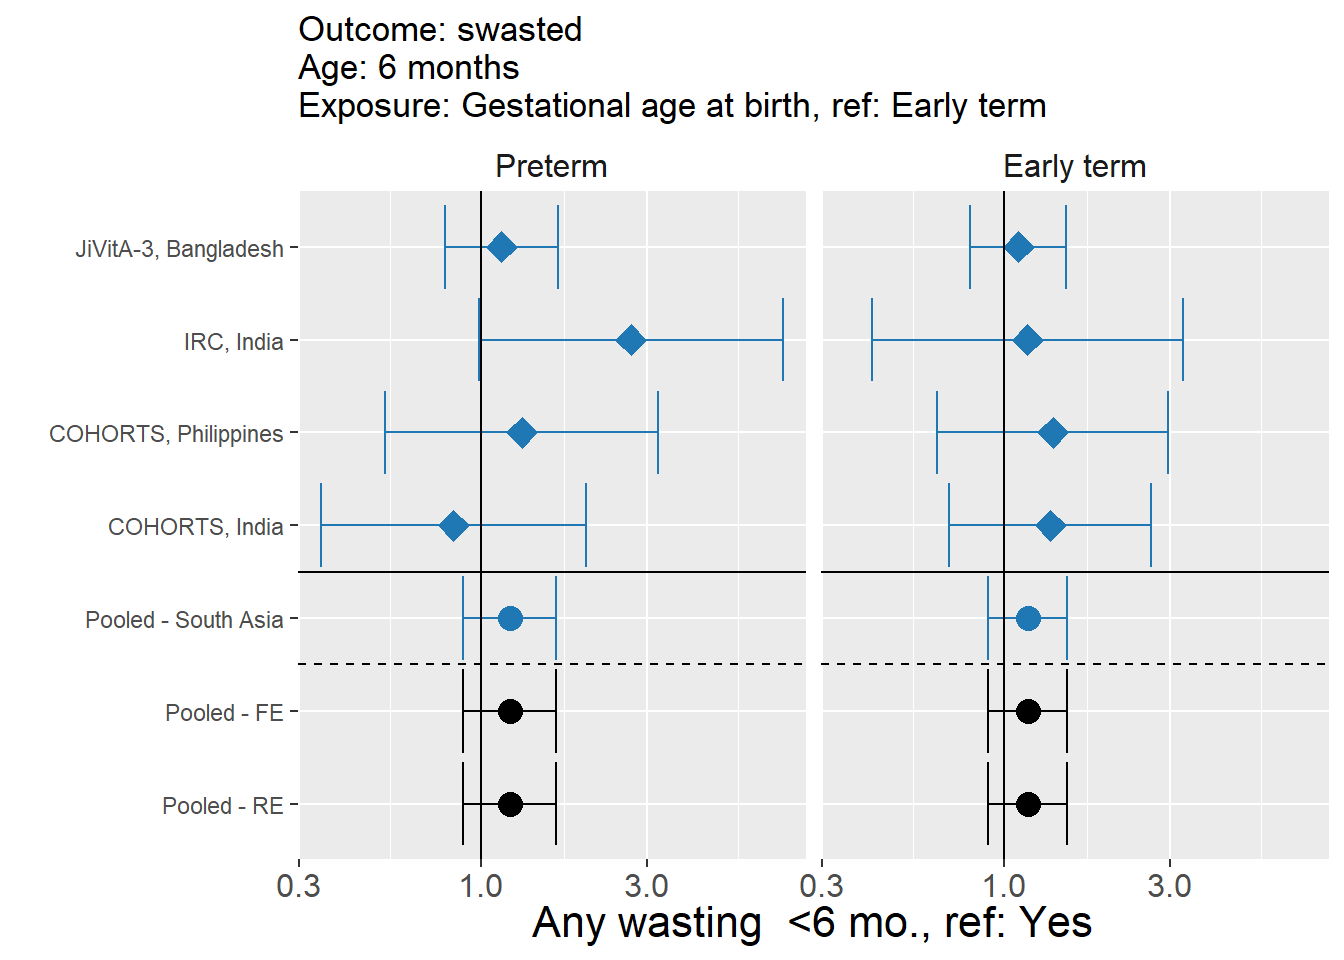 Outcome: swasted
Age: 6 months
Exposure: Gestational age at birth, ref: Early term
Preterm
Early term
JiVitA-3, Bangladesh
IRC, India
COHORTS, Philippines
COHORTS, India
Pooled - South Asia
Pooled - FE
Pooled - RE
0.3 1.0 3.0 0.3 1.0 3.0
Any wasting  <6 mo., ref: Yes